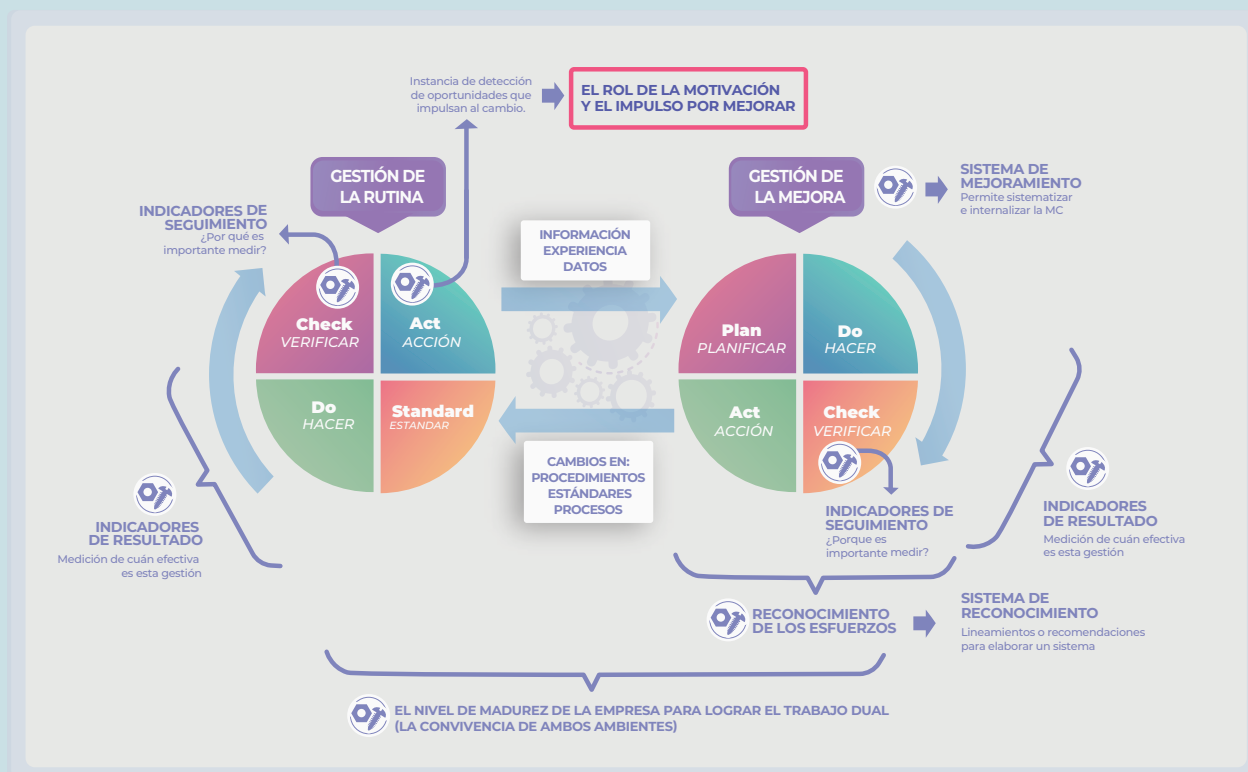 Instancia de detección
de oportunidades que
impulsan al cambio.
EL ROL DE LA MOTIVACIÓN
Y EL IMPULSO POR MEJORAR
GESTIÓN DE
LA RUTINA
GESTIÓN DE
LA MEJORA
SISTEMA DE
MEJORAMIENTO
Permite sistematizar
e internalizar la MC
INDICADORES DE
SEGUIMIENTO
¿Por qué es
importante medir?
INFORMACIÓN
EXPERIENCIA
DATOS
Check
VERIFICAR
Act
ACCIÓN
Do
HACER
Standard
ESTANDAR
Plan
PLANIFICAR
Do
HACER
Act
ACCIÓN
Check
VERIFICAR
CAMBIOS EN:
PROCEDIMIENTOS
ESTÁNDARES
PROCESOS
INDICADORES
DE RESULTADO
Medición de cuán efectiva
es esta gestión
INDICADORES DE
SEGUIMIENTO
¿Porque es
importante medir?
INDICADORES
DE RESULTADO
Medición de cuán efectiva
es esta gestión
RECONOCIMIENTO
DE LOS ESFUERZOS
SISTEMA DE
RECONOCIMIENTO
Lineamientos o recomendaciones
para elaborar un sistema
EL NIVEL DE MADUREZ DE LA EMPRESA PARA LOGRAR EL TRABAJO DUAL
(LA CONVIVENCIA DE AMBOS AMBIENTES)